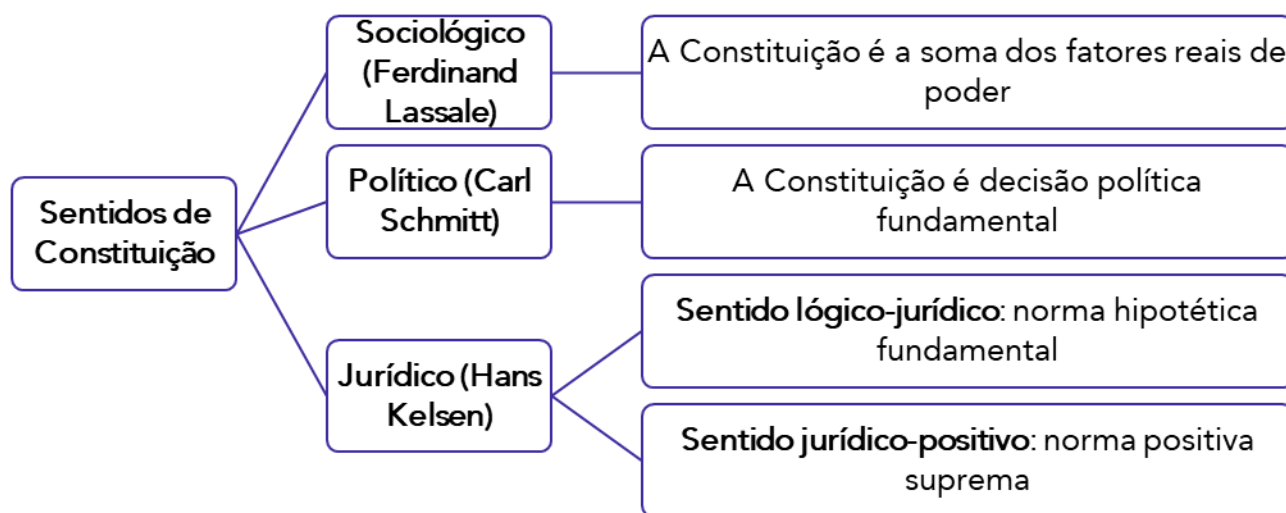 Sentidos de
Constituição
Sociológico
(Ferdinand
Lassale)
A Constituição é a soma dos fatores reais de
poder
Político (Carl
Schmitt)
A Constituição é decisão política
fundamental
Jurídico (Hans
Kelsen)
Sentido lógico-jurídico: norma hipotética
fundamental
Sentido jurídico-positivo: norma positiva
suprema